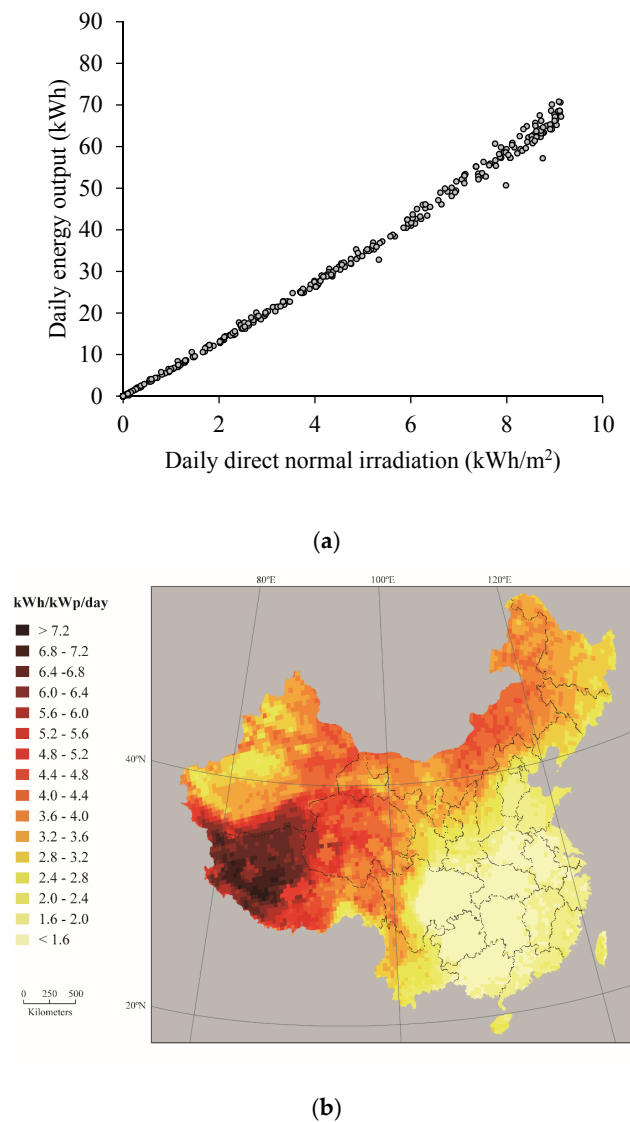 90
80
70
60
50
40
30
20
10
0
Daily energy output (kWh)
0 2 4 6 8 10
Daily direct normal irradiation (kWh/m²)
(a)
80°E 100°E 120°E
kWh/kWp/day
> 7.2
6.8 - 7.2
6.4 -6.8
6.0 - 6.4
5.6 - 6.0
5.2 - 5.6
4.8 - 5.2
4.4 - 4.8
4.0 - 4.4
3.6 - 4.0
3.2 - 3.6
2.8 - 3.2
2.4 - 2.8
2.0 - 2.4
1.6 - 2.0
< 1.6
40°N
20°N
0 250 500
Kilometers
(b)